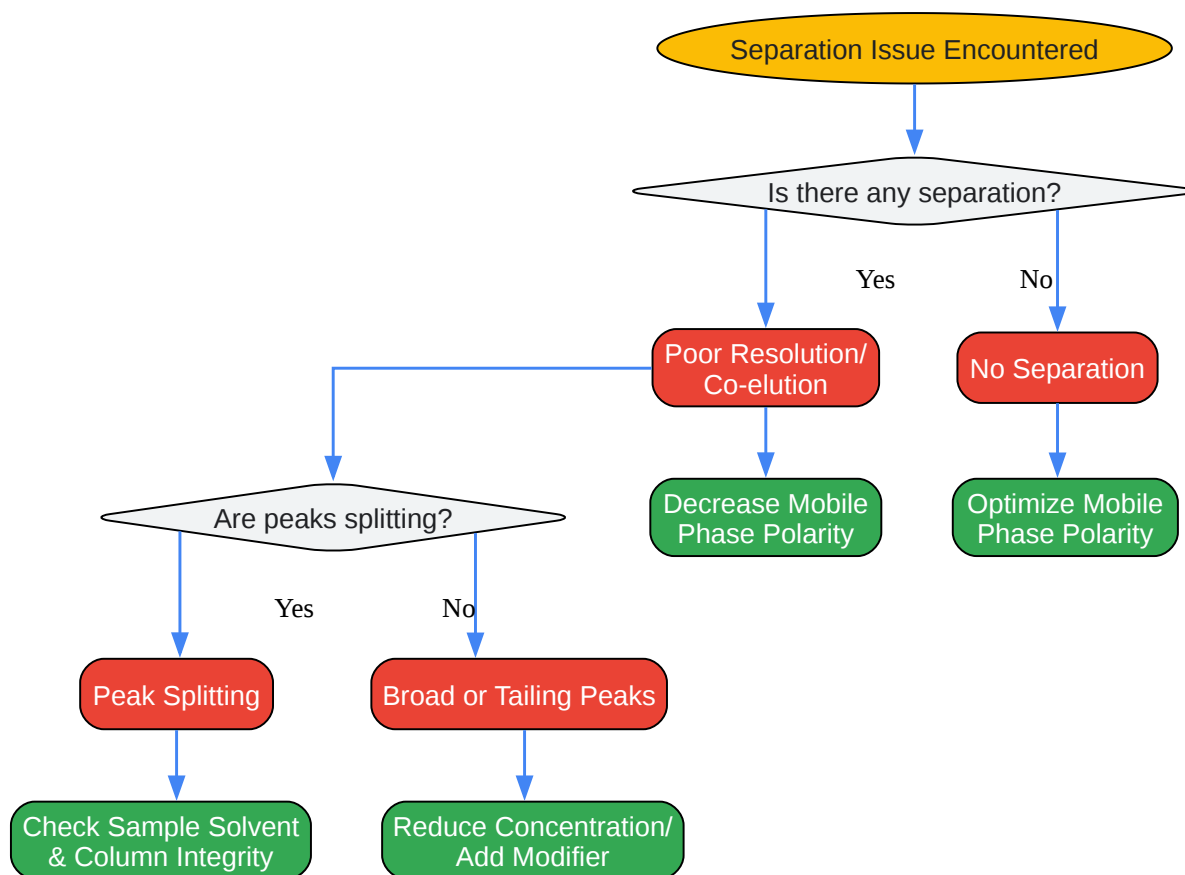 Separation Issue Encountered
Is there any separation?
Yes
No
Poor Resolution/
Co-elution
No Separation
Decrease Mobile
Phase Polarity
Optimize Mobile
Phase Polarity
Are peaks splitting?
Yes
No
Peak Splitting
Broad or Tailing Peaks
Check Sample Solvent
& Column Integrity
Reduce Concentration/
Add Modifier